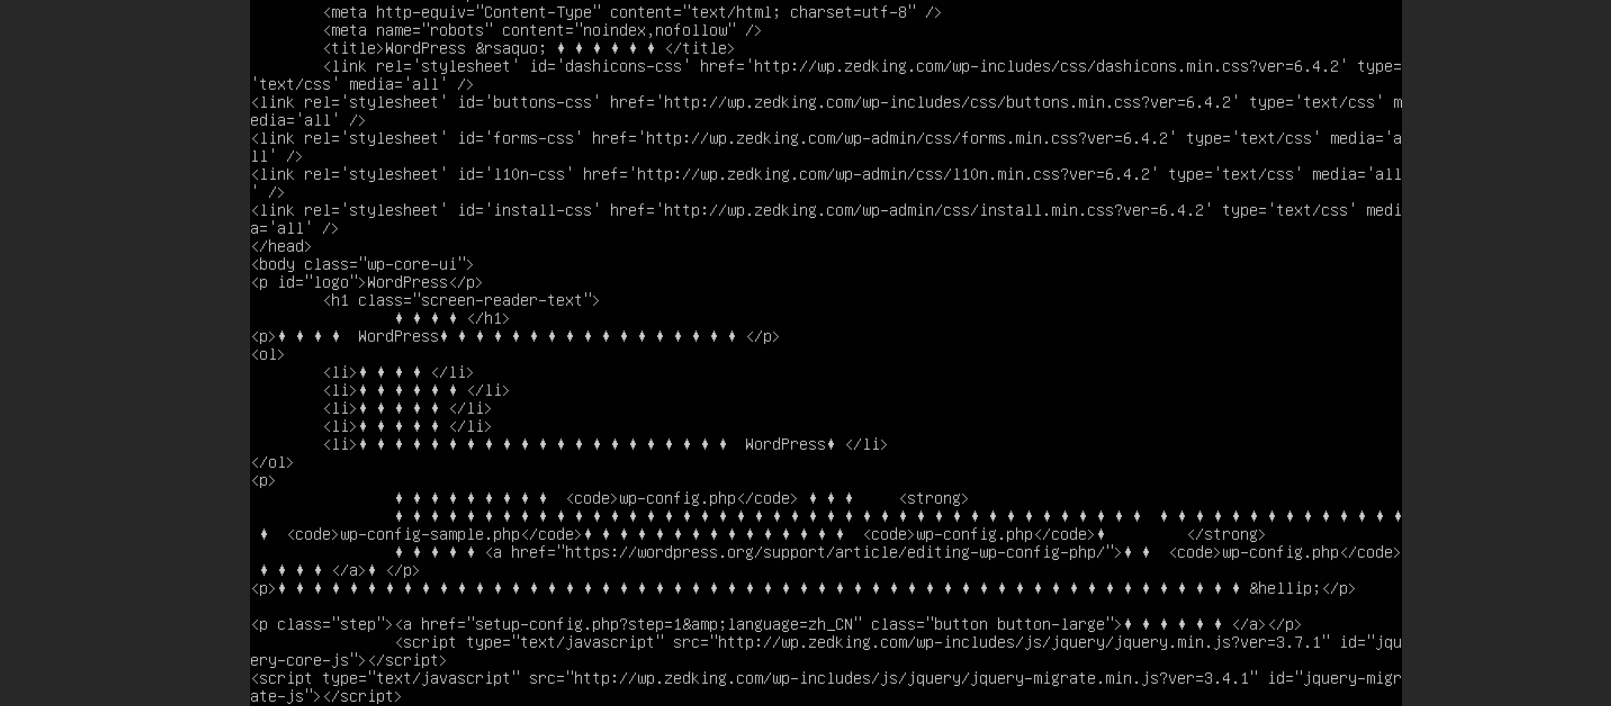 <meta http-equiv="Content-Type" content="text/html; charset=utf-8" />
<meta name="robots" content="noindex,nofollow" />
<title>WordPress &rsaquo; ♦ ♦ ♦ ♦ ♦ ♦ </title>
<link rel='stylesheet' id='dashicons-css' href='http://wp.zedking.com/wp-includes/css/dashicons.min.css?ver=6.4.2' type=
'text/css' media='all' />
<link rel='stylesheet' id='buttons-css' href='http://wp.zedking.com/wp-includes/css/buttons.min.css?ver=6.4.2' type='text/css' m
edia='all' />
<link rel='stylesheet' id='forms-css' href='http://wp.zedking.com/wp-admin/css/forms.min.css?ver=6.4.2' type='text/css' media='a
ll' />
<link rel='stylesheet' id='l10n-css' href='http://wp.zedking.com/wp-admin/css/l10n.min.css?ver=6.4.2' type='text/css' media='all
' />
<link rel='stylesheet' id='install-css' href='http://wp.zedking.com/wp-admin/css/install.min.css?ver=6.4.2' type='text/css' medi
a='all' />
</head>
<body class="wp-core-ui">
<p id="logo">WordPress</p>
<h1 class="screen-reader-text">
♦ ♦ ♦ ♦ </h1>
<p>♦ ♦ ♦ ♦  WordPress♦ ♦ ♦ ♦ ♦ ♦ ♦ ♦ ♦ ♦ ♦ ♦ ♦ ♦ ♦ ♦ ♦ </p>
<ol>
<li>♦ ♦ ♦ ♦ </li>
<li>♦ ♦ ♦ ♦ ♦ ♦ </li>
<li>♦ ♦ ♦ ♦ ♦ </li>
<li>♦ ♦ ♦ ♦ ♦ </li>
<li>♦ ♦ ♦ ♦ ♦ ♦ ♦ ♦ ♦ ♦ ♦ ♦ ♦ ♦ ♦ ♦ ♦ ♦ ♦ ♦ ♦  WordPress♦ </li>
</ol>
<p>
♦ ♦ ♦ ♦ ♦ ♦ ♦ ♦ ♦  <code>wp-config.php</code> ♦ ♦ ♦     <strong>
♦ ♦ ♦ ♦ ♦ ♦ ♦ ♦ ♦ ♦ ♦ ♦ ♦ ♦ ♦ ♦ ♦ ♦ ♦ ♦ ♦ ♦ ♦ ♦ ♦ ♦ ♦ ♦ ♦ ♦ ♦ ♦ ♦ ♦ ♦ ♦ ♦ ♦ ♦ ♦ ♦ ♦  ♦ ♦ ♦ ♦ ♦ ♦ ♦ ♦ ♦ ♦ ♦ ♦ ♦ ♦
♦  <code>wp-config-sample.php</code>♦ ♦ ♦ ♦ ♦ ♦ ♦ ♦ ♦ ♦ ♦ ♦ ♦ ♦ ♦  <code>wp-config.php</code>♦         </strong>
♦ ♦ ♦ ♦ ♦ <a href="https://wordpress.org/support/article/editing-wp-config-php/">♦ ♦  <code>wp-config.php</code>
♦ ♦ ♦ ♦ </a>♦ </p>
<p>♦ ♦ ♦ ♦ ♦ ♦ ♦ ♦ ♦ ♦ ♦ ♦ ♦ ♦ ♦ ♦ ♦ ♦ ♦ ♦ ♦ ♦ ♦ ♦ ♦ ♦ ♦ ♦ ♦ ♦ ♦ ♦ ♦ ♦ ♦ ♦ ♦ ♦ ♦ ♦ ♦ ♦ ♦ ♦ ♦ ♦ ♦ ♦ ♦ ♦ ♦ ♦ ♦ ♦ &hellip;</p>
<p class="step"><a href="setup-config.php?step=1&amp;language=zh_CN" class="button button-large">♦ ♦ ♦ ♦ ♦ ♦ </a></p>
<script type="text/javascript" src="http://wp.zedking.com/wp-includes/js/jquery/jquery.min.js?ver=3.7.1" id="jqu
ery-core-js"></script>
<script type="text/javascript" src="http://wp.zedking.com/wp-includes/js/jquery/jquery-migrate.min.js?ver=3.4.1" id="jquery-migr
ate-js"></script>